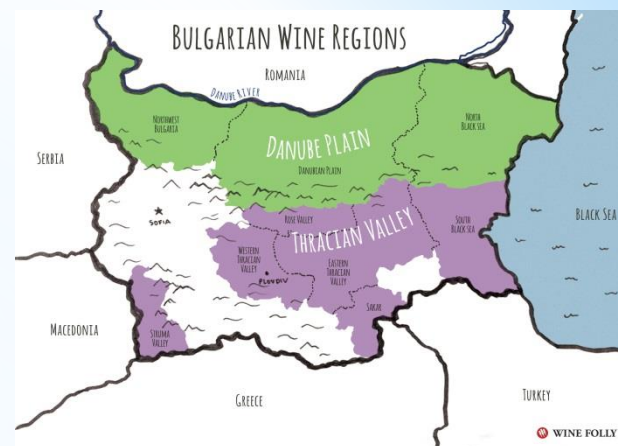 BULGARIAN WINE REGIONS
ROMANIA
DANUBE RIVER
NORTHWEST
BULGARIA
DANUBE PLAIN
NORTH
BLACK SEA
SERBIA
DANUBIAN PLAIN
SOFIA
ROSE VALLEY
THRACIAN VALLEY
SOUTH
BLACK SEA
BLACK SEA
WESTERN
THRACIAN
VALLEY
EASTERN
THRACIAN
VALLEY
PLOVDIV
SAKAR
MACEDONIA
STRUMA
VALLEY
GREECE
TURKEY
WINE FOLLY